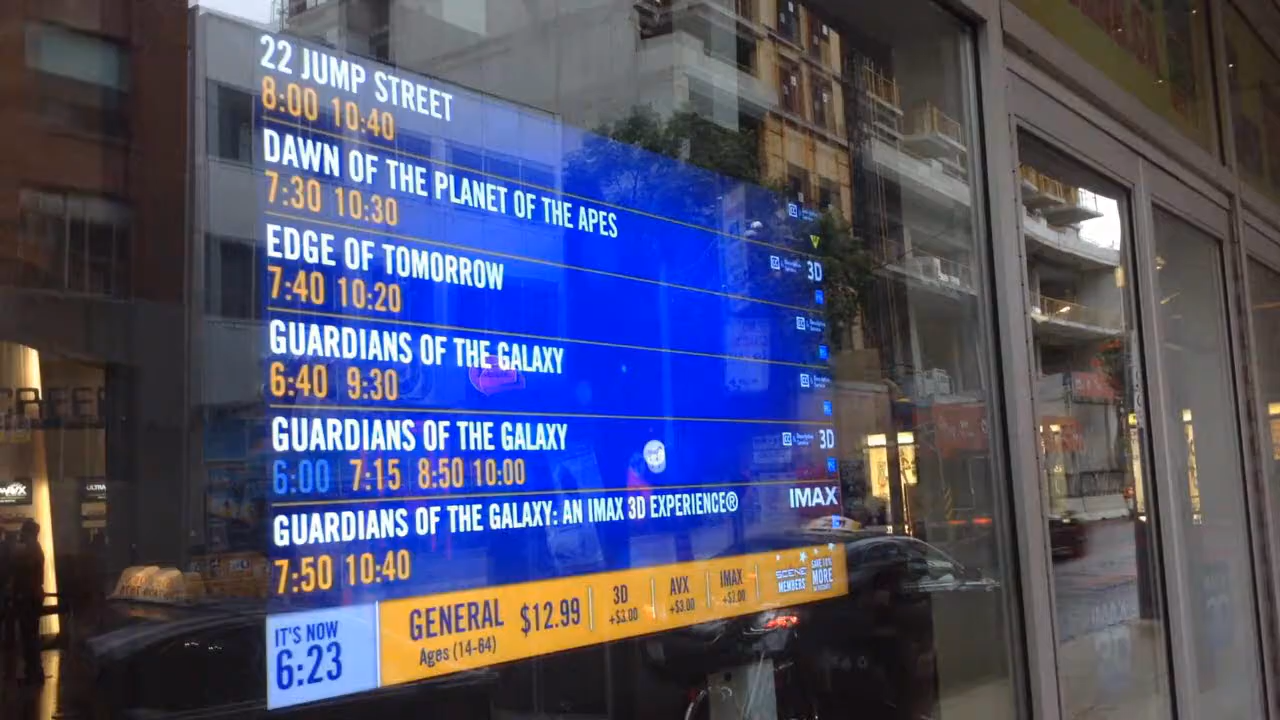 22 JUMP STREET
8:00 10:40
DAWN OF THE PLANET OF THE APES
7:30 10:30
3D
EDGE OF TOMORROW
7:40 10:20
GUARDIANS OF THE GALAXY
6:40 9:30
GUARDIANS OF THE GALAXY
3D
6:00 7:15 8:50 10:00
GUARDIANS OF THE GALAXY: AN IMAX 3D EXPERIENCE®
IMAX
7:50 10:40
IT'S NOW
6:23
GENERAL $12.99
Ages (14-64)
3D
+$3.00
AVX
+$3.00
IMAX
+$3.00
SCENE
MEMBERS
SAVE 10%
MORE